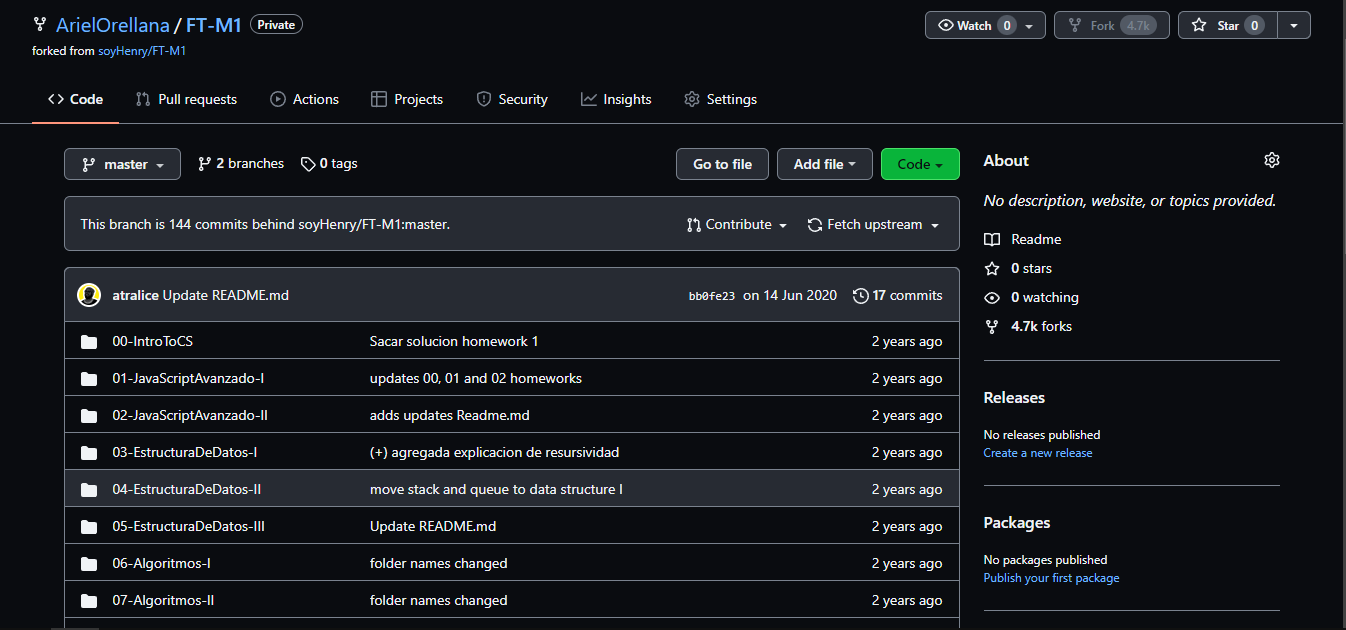 ArielOrellana / FT-M1 Private
Watch 0
Fork 4.7k
Star 0
forked from soyHenry/FT-M1
Code
Pull requests
Actions
Projects
Security
Insights
Settings
master
2 branches
0 tags
Go to file
Add file
Code
This branch is 144 commits behind soyHenry/FT-M1:master.
Contribute
Fetch upstream
atralice Update README.md bb0fe23 on 14 Jun 2020 17 commits
00-IntroToCS Sacar solucion homework 1 2 years ago
01-JavaScriptAvanzado-I updates 00, 01 and 02 homeworks 2 years ago
02-JavaScriptAvanzado-II adds updates Readme.md 2 years ago
03-EstructuraDeDatos-I (+) agregada explicacion de resursividad 2 years ago
04-EstructuraDeDatos-II move stack and queue to data structure I 2 years ago
05-EstructuraDeDatos-III Update README.md 2 years ago
06-Algoritmos-I folder names changed 2 years ago
07-Algoritmos-II folder names changed 2 years ago
About
No description, website, or topics provided.
Readme
0 stars
0 watching
4.7k forks
Releases
No releases published
Create a new release
Packages
No packages published
Publish your first package